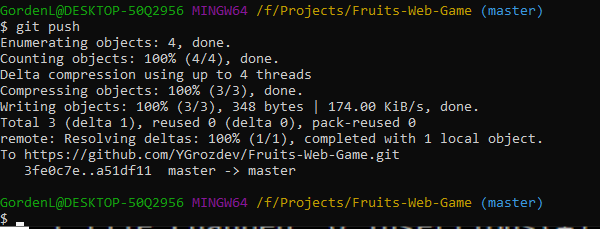 GordenL@DESKTOP-50Q2956 MINGW64 /f/Projects/Fruits-Web-Game (master)
$ git push
Enumerating objects: 4, done.
Counting objects: 100% (4/4), done.
Delta compression using up to 4 threads
Compressing objects: 100% (3/3), done.
Writing objects: 100% (3/3), 348 bytes | 174.00 KiB/s, done.
Total 3 (delta 1), reused 0 (delta 0), pack-reused 0
remote: Resolving deltas: 100% (1/1), completed with 1 local object.
To https://github.com/YGrozdev/Fruits-Web-Game.git
   3fe0c7e..a51df11  master -> master
GordenL@DESKTOP-50Q2956 MINGW64 /f/Projects/Fruits-Web-Game (master)
$